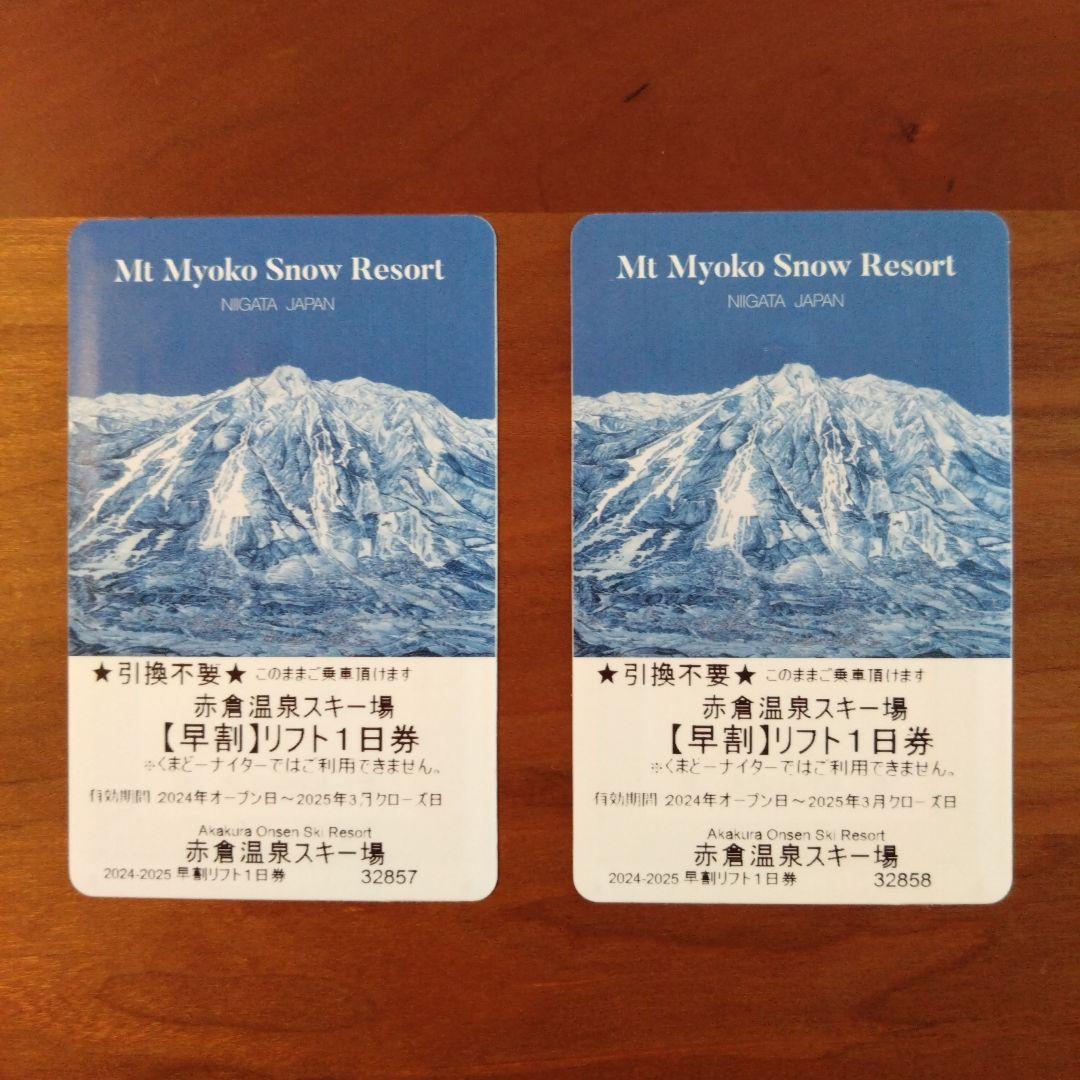 Mt Myoko Snow Resort
NIIGATA JAPAN
★引換不要★ このままご乗車頂けます
赤倉温泉スキー場
【早割】リフト1日券
※くまどーナイターではご利用できません。
有効期間:2024年オープン日～2025年3月クローズ日
Akakura Onsen Ski Resort
赤倉温泉スキー場
2024-2025 早割リフト1日券 32857
Mt Myoko Snow Resort
NIIGATA JAPAN
★引換不要★ このままご乗車頂けます
赤倉温泉スキー場
【早割】リフト1日券
※くまどーナイターではご利用できません。
有効期間:2024年オープン日～2025年3月クローズ日
Akakura Onsen Ski Resort
赤倉温泉スキー場
2024-2025 早割リフト1日券 32858